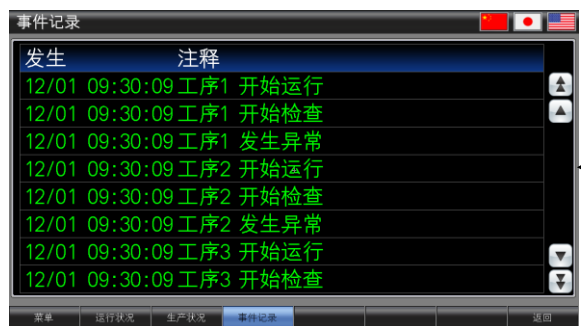 事件记录
发生 注释
12/01 09:30:09 工序1 开始运行
12/01 09:30:09 工序1 开始检查
12/01 09:30:09 工序1 发生异常
12/01 09:30:09 工序2 开始运行
12/01 09:30:09 工序2 开始检查
12/01 09:30:09 工序2 发生异常
12/01 09:30:09 工序3 开始运行
12/01 09:30:09 工序3 开始检查
菜单 运行状况 生产状况 事件记录 返回